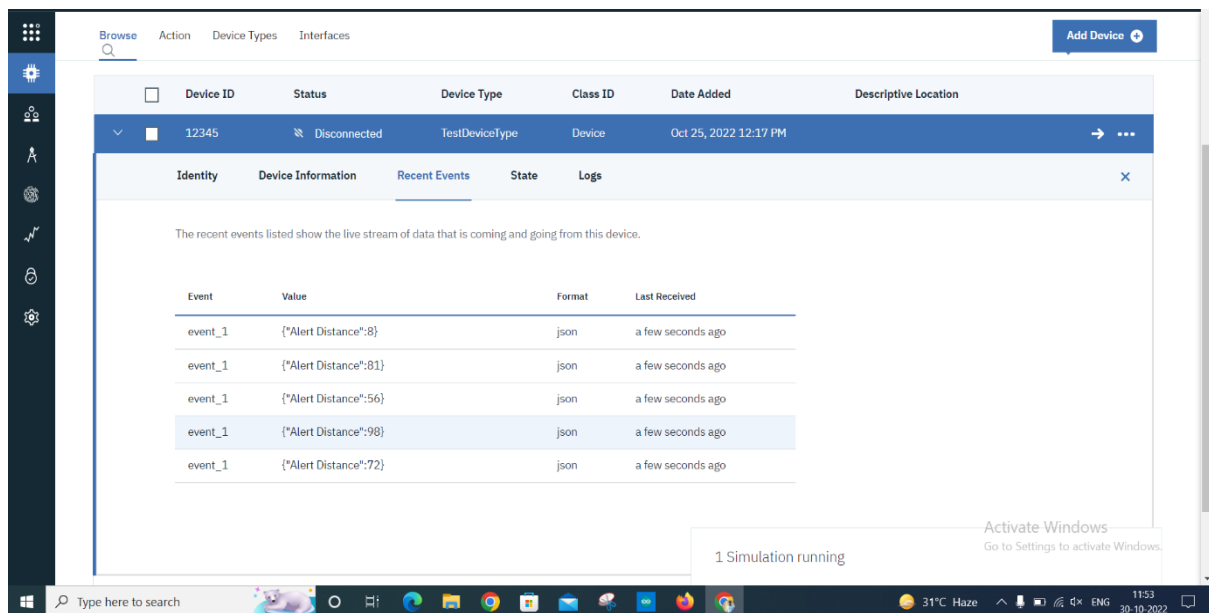 Browse Action Device Types Interfaces
Add Device
Device ID Status Device Type Class ID Date Added Descriptive Location
12345 Disconnected TestDeviceType Device Oct 25, 2022 12:17 PM
Identity Device Information Recent Events State Logs
The recent events listed show the live stream of data that is coming and going from this device.
Event Value Format Last Received
event_1 {"Alert Distance":8} json a few seconds ago
event_1 {"Alert Distance":81} json a few seconds ago
event_1 {"Alert Distance":56} json a few seconds ago
event_1 {"Alert Distance":98} json a few seconds ago
event_1 {"Alert Distance":72} json a few seconds ago
Activate Windows
Go to Settings to activate Windows.
1 Simulation running
Type here to search
31°C Haze
ENG
11:53
30-10-2022